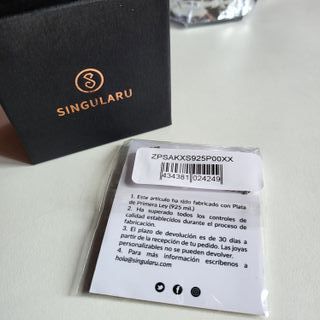 S
SINGULARU
ZPSAKXS925P00XX
434381 024249
1. Este artículo ha sido fabricado con Plata
de Primera Ley (925 mil.)
2. Ha superado todos los controles de
calidad establecidos durante el proceso de
fabricación.
3. El plazo de devolución es de 30 días a
partir de la recepción de tu pedido. Las joyas
personalizables no se pueden devolver.
4. Para más información escríbenos a
hola@singularu.com